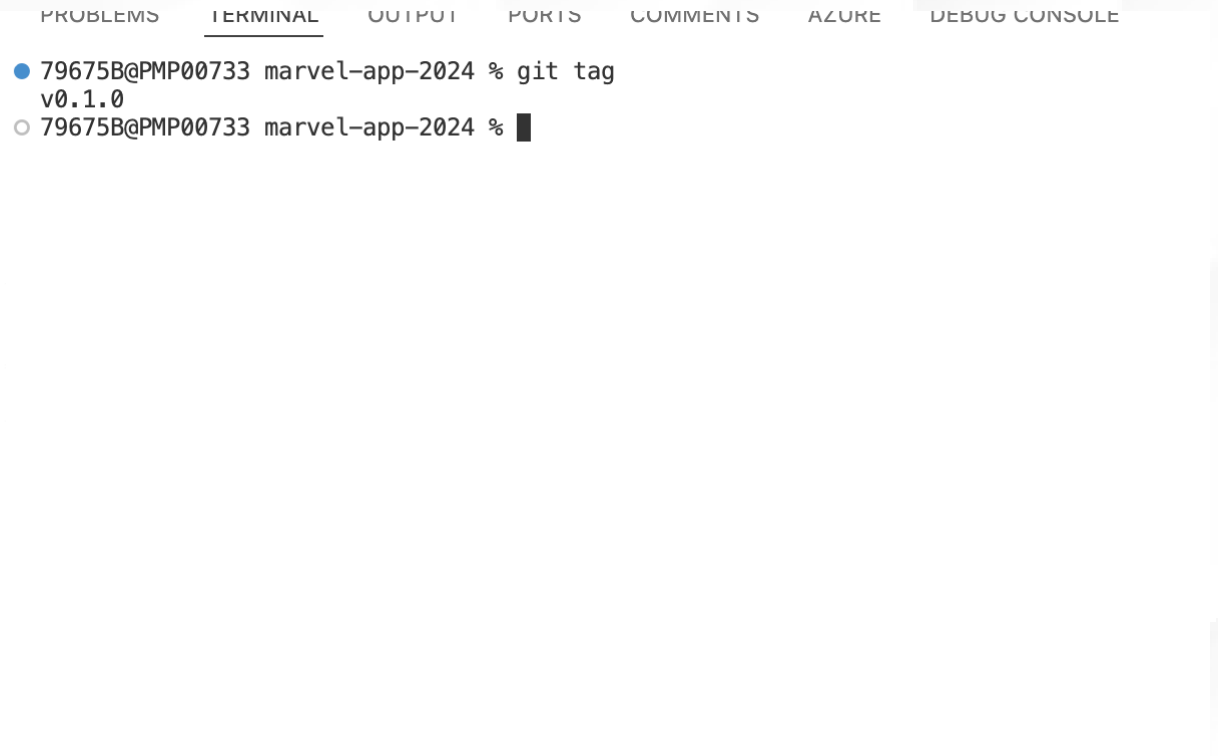 PROBLEMS TERMINAL OUTPUT PORTS COMMENTS AZURE DEBUG CONSOLE
79675B@PMP00733 marvel-app-2024 % git tag
v0.1.0
79675B@PMP00733 marvel-app-2024 %